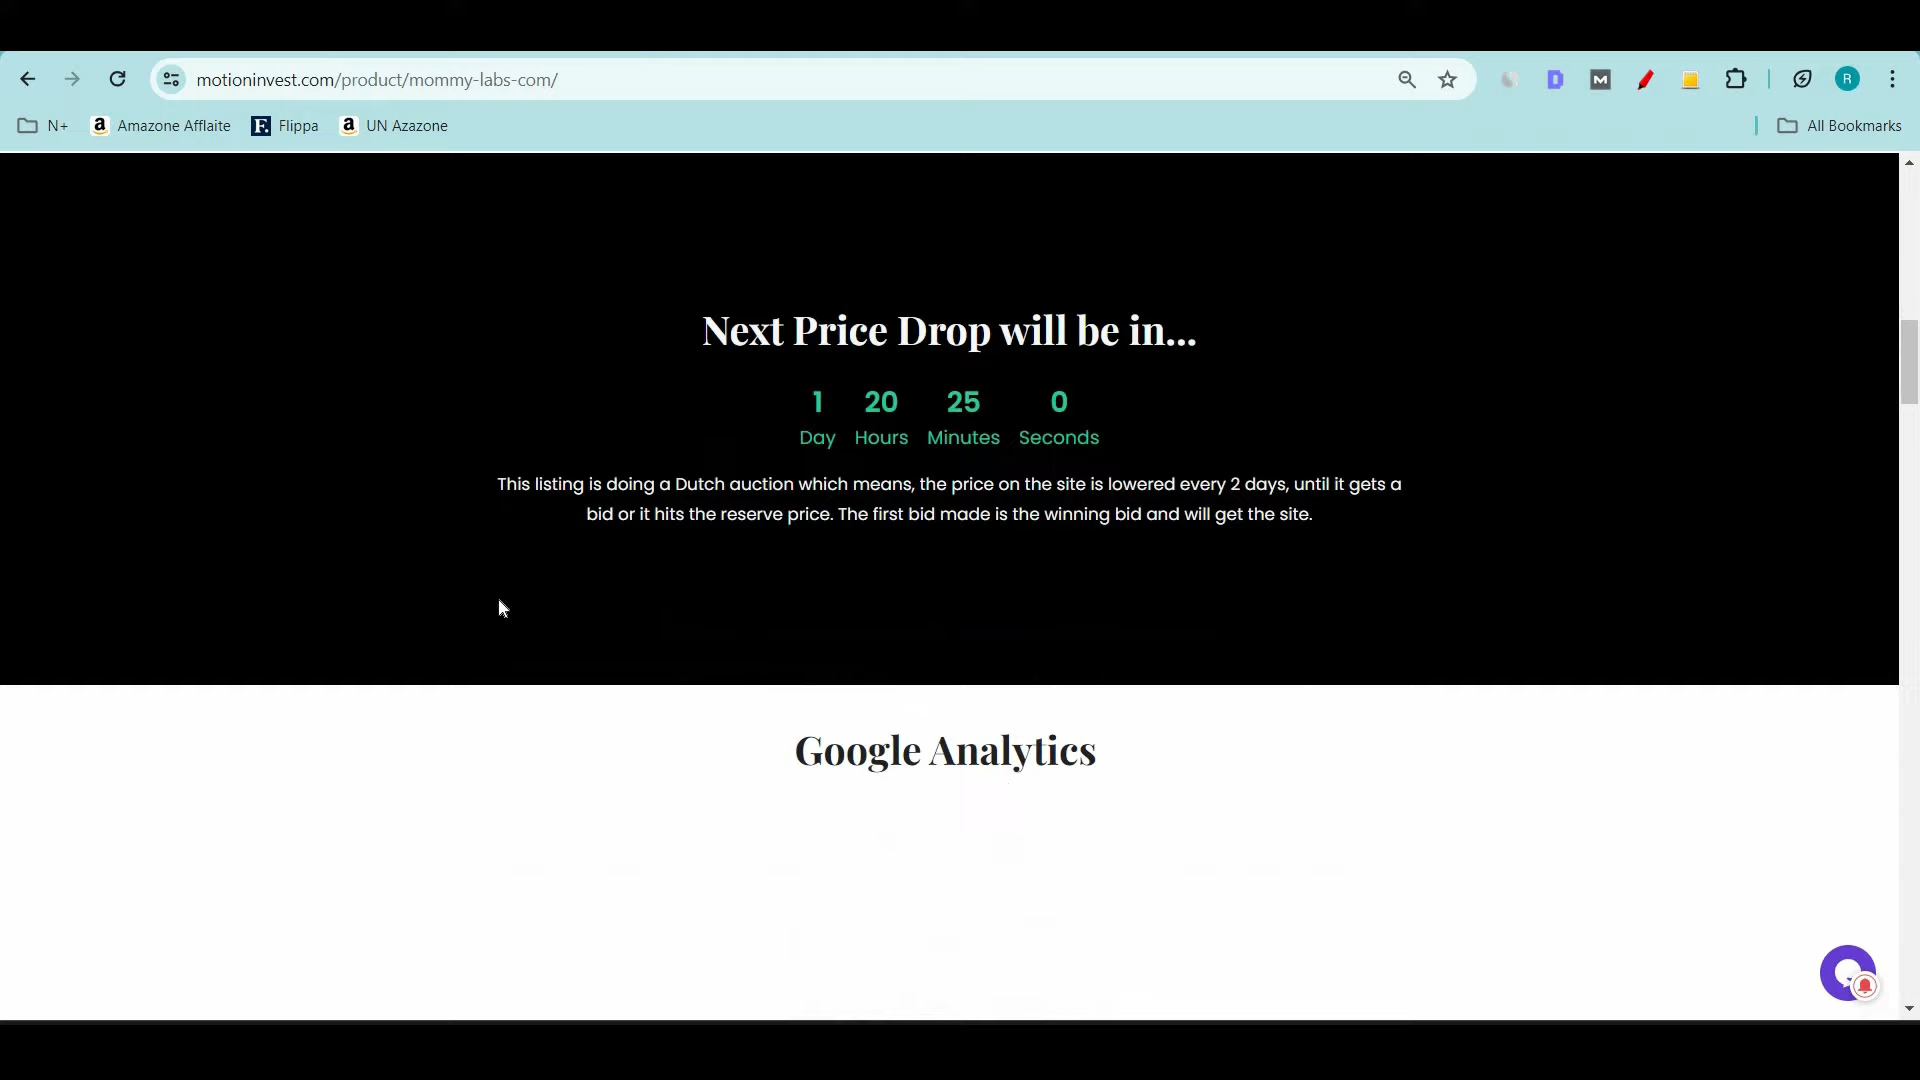 motioninvest.com/product/mommy-labs-com/
R
N+
Amazone Afflaite
Flippa
UN Azazone
All Bookmarks
Next Price Drop will be in...
1 20 25 0
Day Hours Minutes Seconds
This listing is doing a Dutch auction which means, the price on the site is lowered every 2 days, until it gets a
bid or it hits the reserve price. The first bid made is the winning bid and will get the site.
Google Analytics